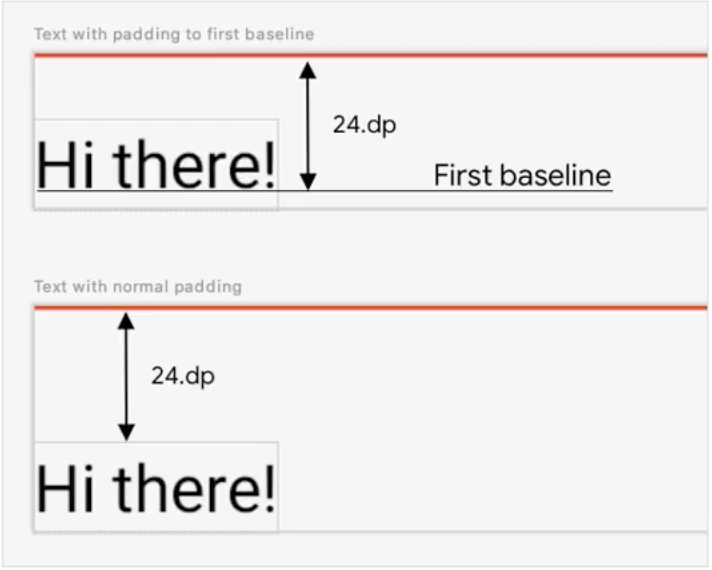 Text with padding to first baseline
24.dp
Hi there!
First baseline
Text with normal padding
24.dp
Hi there!